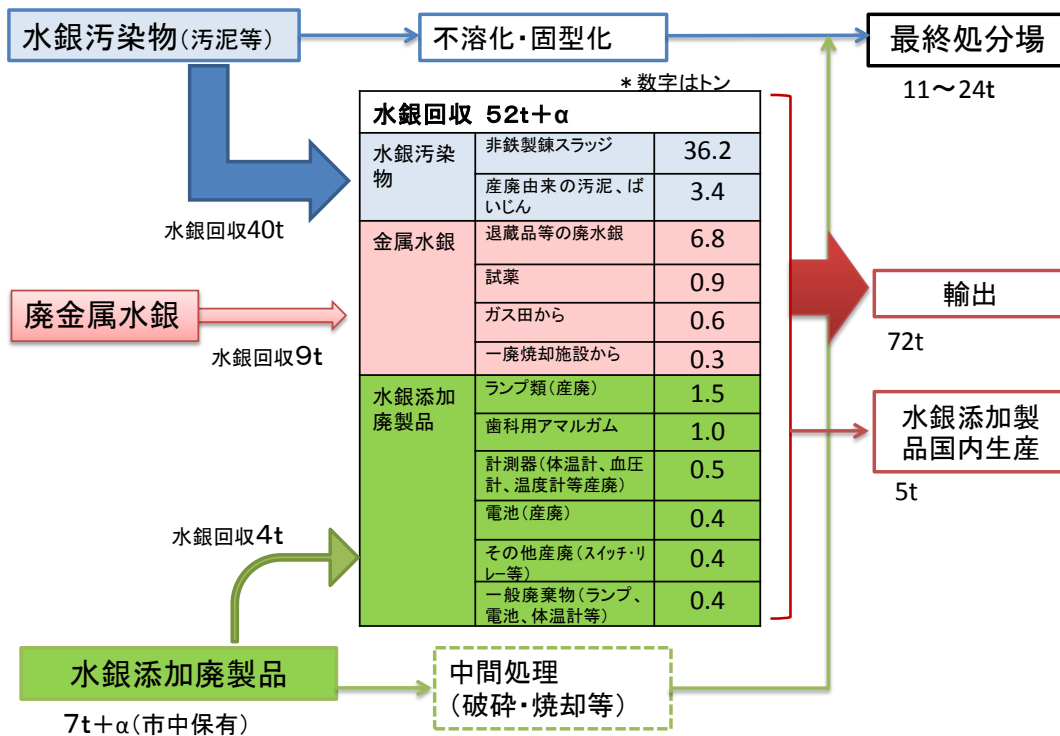 水銀汚染物(汚泥等)
不溶化・固型化
最終処分場
11～24t
＊数字はトン
水銀回収 52t+α
水銀汚染
物
非鉄製錬スラッジ
36.2
産廃由来の汚泥、ば
いじん
3.4
水銀回収40t
金属水銀
退蔵品等の廃水銀
6.8
試薬
0.9
ガス田から
0.6
一廃焼却施設から
0.3
廃金属水銀
水銀回収9t
輸出
72t
水銀添加
廃製品
ランプ類(産廃)
1.5
歯科用アマルガム
1.0
計測器(体温計、血圧
計、温度計等産廃)
0.5
電池(産廃)
0.4
その他産廃(スイッチ・リ
レー等)
0.4
一般廃棄物(ランプ、
電池、体温計等)
0.4
水銀添加製
品国内生産
5t
水銀回収4t
水銀添加廃製品
7t+α(市中保有)
中間処理
(破砕・焼却等)